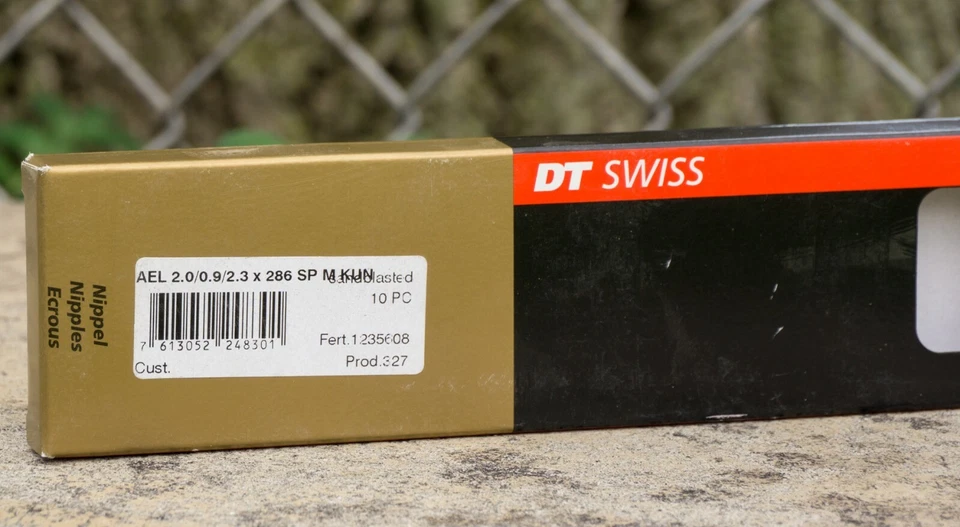 DT SWISS
AEL 2.0/0.9/2.3 x 286 SP M KUN
sandblasted
10 PC
7 613052 248301
Fert.1235608
Cust.
Prod.327
Nippel
Nipples
Ecrous